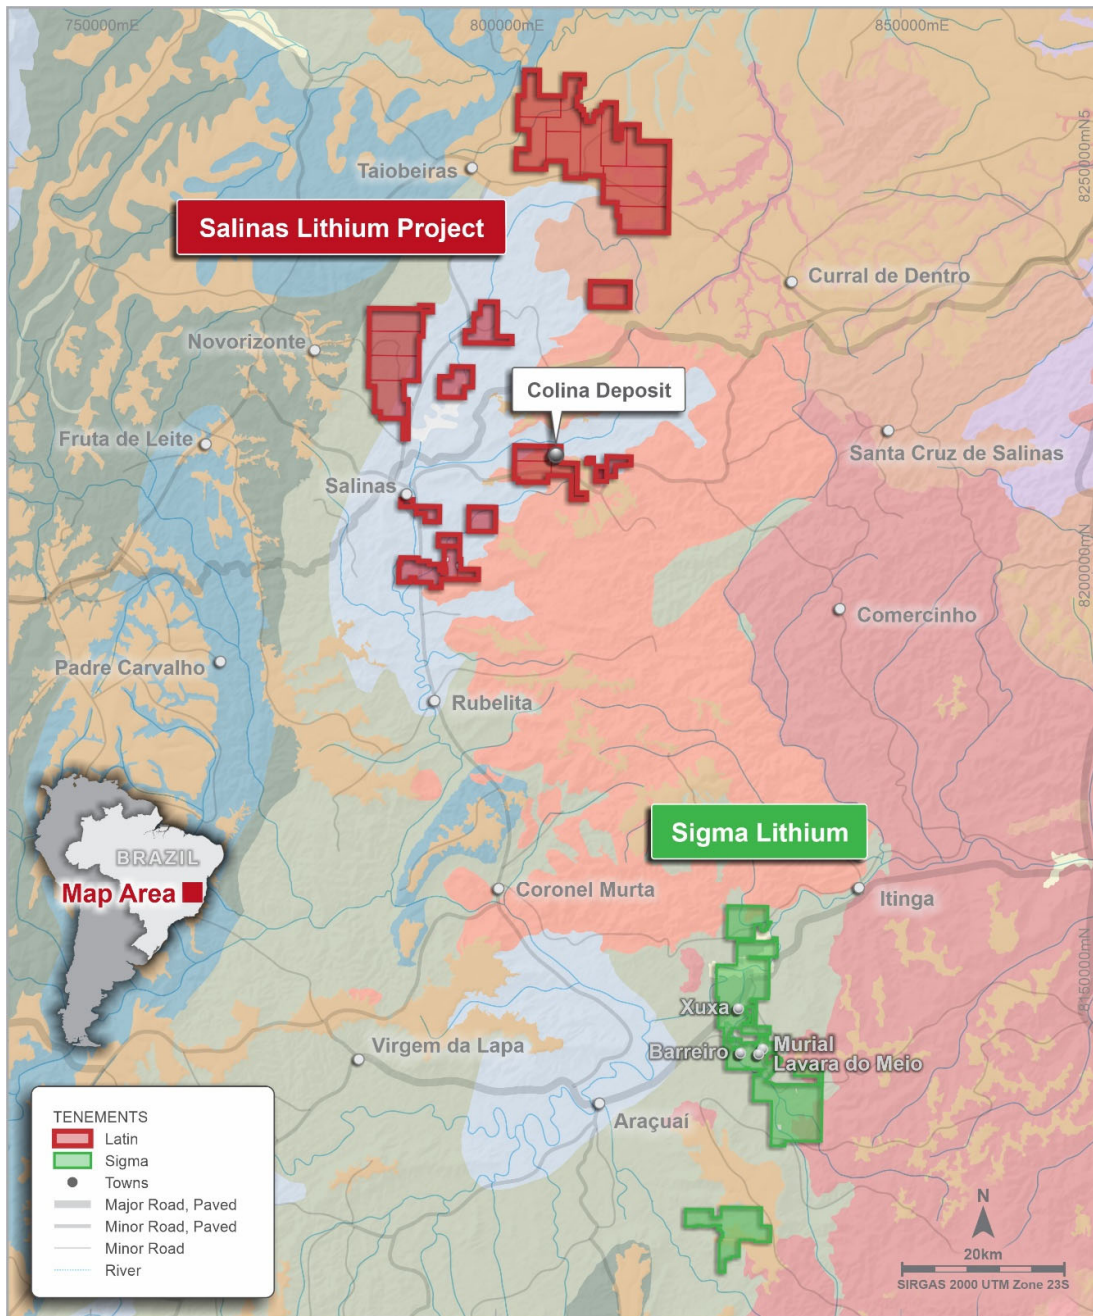 750000mE
800000mE
850000mE
8250000mN5
Taiobeiras
Salinas Lithium Project
Curral de Dentro
Novorizonte
Colina Deposit
Fruta de Leite
Santa Cruz de Salinas
Salinas
8200000mN
Comercinho
Padre Carvalho
Rubelita
Sigma Lithium
BRAZIL
Map Area
Coronel Murta
Itinga
8150000mN
Xuxa
Murial
Barreiro
Lavara do Meio
Virgem da Lapa
Araçuaí
TENEMENTS
Latin
Sigma
Towns
Major Road, Paved
Minor Road, Paved
Minor Road
River
N
20km
SIRGAS 2000 UTM Zone 23S